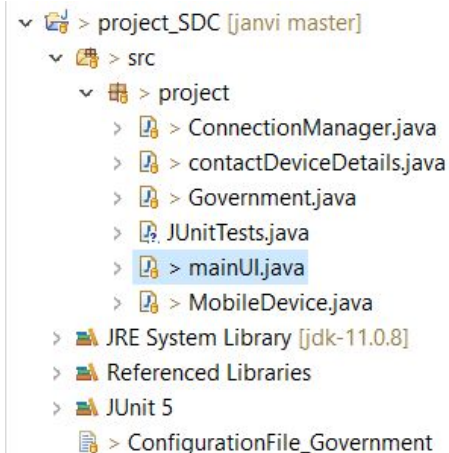 > project_SDC [janvi master]
> src
> project
> ConnectionManager.java
> contactDeviceDetails.java
> Government.java
JUnitTests.java
> mainUI.java
> MobileDevice.java
JRE System Library [jdk-11.0.8]
Referenced Libraries
JUnit 5
> ConfigurationFile_Government